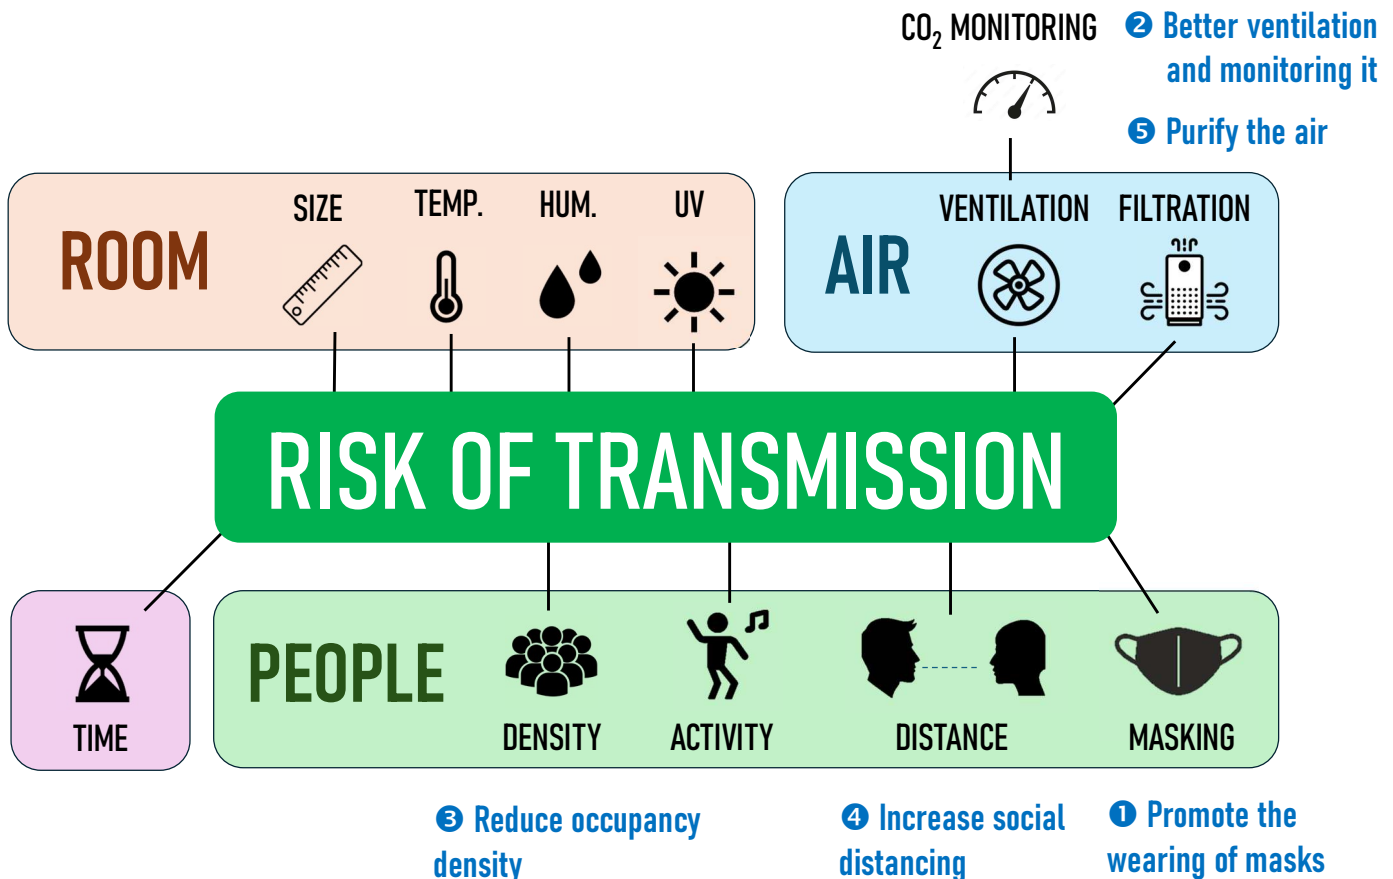 CO₂ MONITORING
❷ Better ventilation
and monitoring it
❺ Purify the air
ROOM
SIZE
TEMP.
HUM.
UV
AIR
VENTILATION
FILTRATION
RISK OF TRANSMISSION
TIME
PEOPLE
DENSITY
ACTIVITY
DISTANCE
MASKING
❸ Reduce occupancy
density
❹ Increase social
distancing
❶ Promote the
wearing of masks